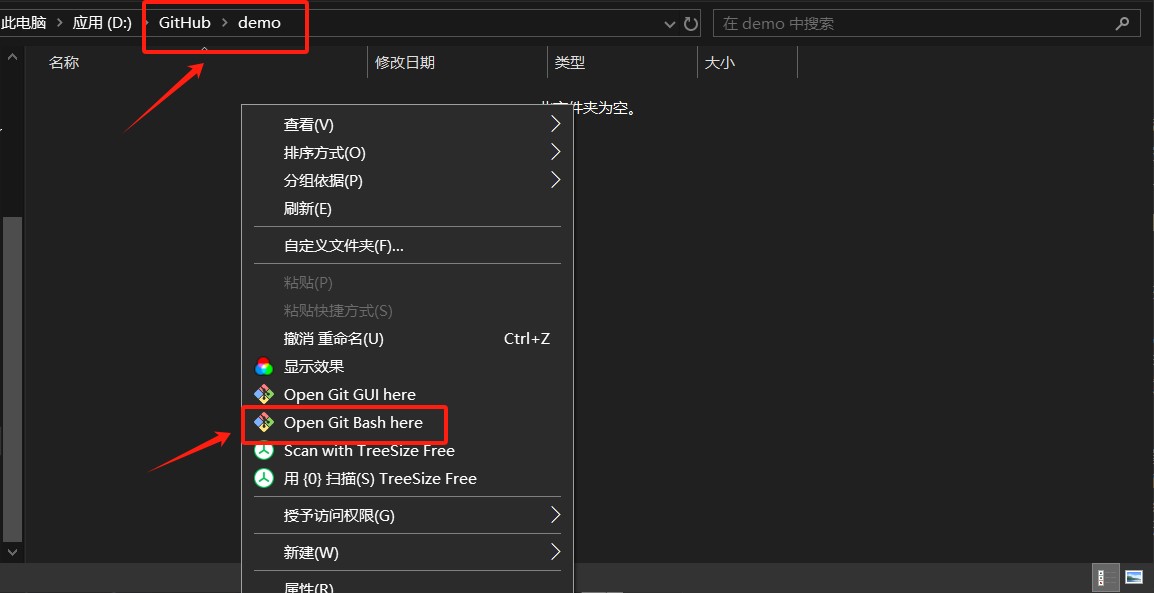 此电脑 > 应用 (D:) > GitHub > demo
在 demo 中搜索
名称 修改日期 类型 大小
文件夹为空。
查看(V)
排序方式(O)
分组依据(P)
刷新(E)
自定义文件夹(F)...
粘贴(P)
粘贴快捷方式(S)
撤消 重命名(U) Ctrl+Z
显示效果
Open Git GUI here
Open Git Bash here
Scan with TreeSize Free
用 {0} 扫描(S) TreeSize Free
授予访问权限(G)
新建(W)
属性(R)